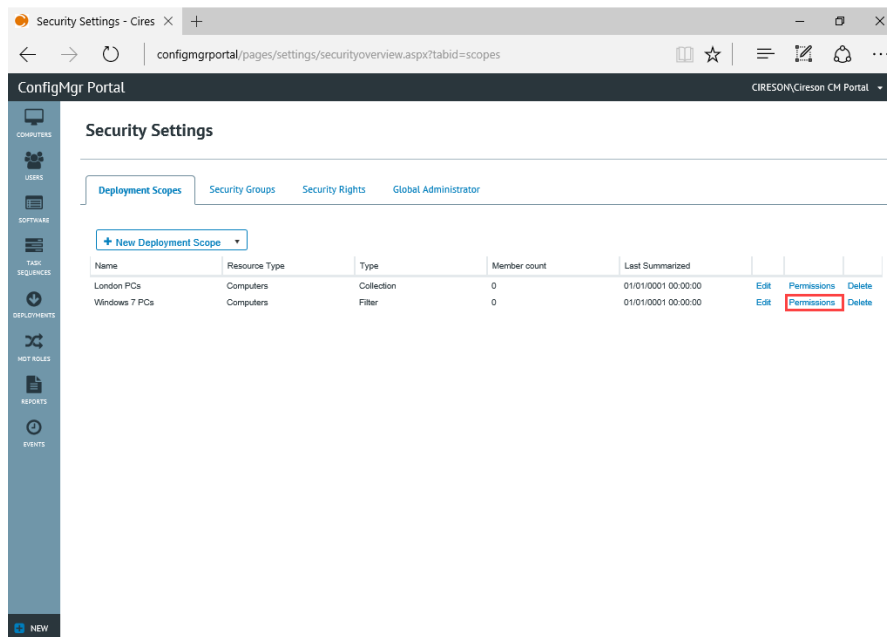 Security Settings - Cires
configmgrportal/pages/settings/securityoverview.aspx?tabid=scopes
ConfigMgr Portal
CIRESON\Cireson CM Portal
COMPUTERS
USERS
SOFTWARE
TASK
SEQUENCES
DEPLOYMENTS
MDT ROLES
REPORTS
EVENTS
NEW
Security Settings
Deployment Scopes Security Groups Security Rights Global Administrator
+ New Deployment Scope
Name Resource Type Type Member count Last Summarized
London PCs Computers Collection 0 01/01/0001 00:00:00 Edit Permissions Delete
Windows 7 PCs Computers Filter 0 01/01/0001 00:00:00 Edit Permissions Delete